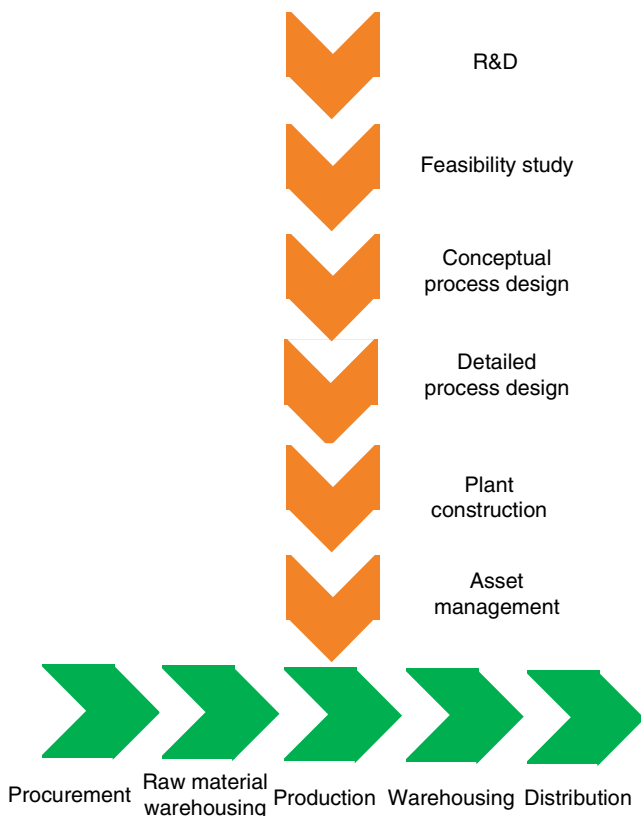 R&D
Feasibility study
Conceptual
process design
Detailed
process design
Plant
construction
Asset
management
Procurement
Raw material
warehousing
Production
Warehousing
Distribution